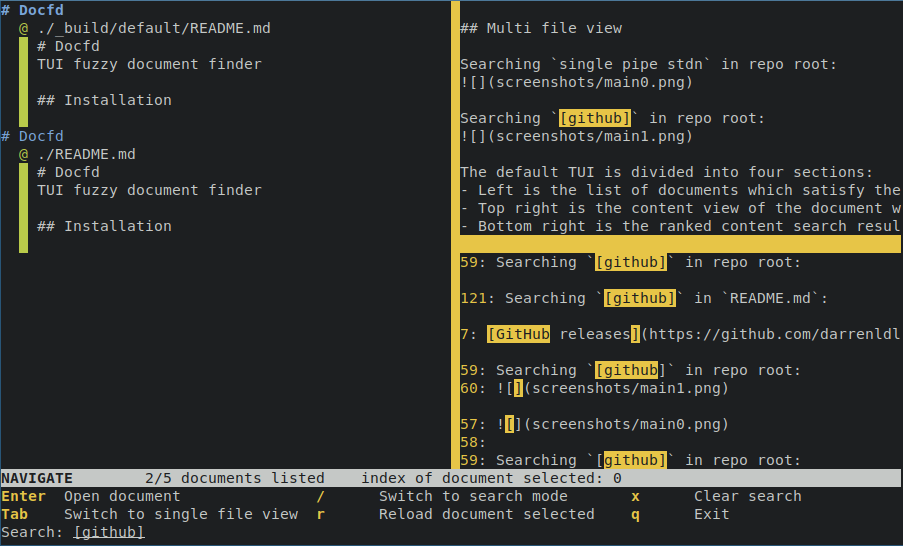 # Docfd
@ ./_build/default/README.md
# Docfd
TUI fuzzy document finder
## Installation
# Docfd
@ ./README.md
# Docfd
TUI fuzzy document finder
## Installation
## Multi file view
Searching `single pipe stdn` in repo root:
![](screenshots/main0.png)
Searching `[github]` in repo root:
![](screenshots/main1.png)
The default TUI is divided into four sections:
- Left is the list of documents which satisfy the
- Top right is the content view of the document w
- Bottom right is the ranked content search resul
59: Searching `[github]` in repo root:
121: Searching `[github]` in `README.md`:
7: [GitHub releases](https://github.com/darrenldl
59: Searching `[github]` in repo root:
60: ![](screenshots/main1.png)
57: ![](screenshots/main0.png)
58:
59: Searching `[github]` in repo root:
NAVIGATE 2/5 documents listed index of document selected: 0
Enter Open document / Switch to search mode x Clear search
Tab Switch to single file view r Reload document selected q Exit
Search: [github]